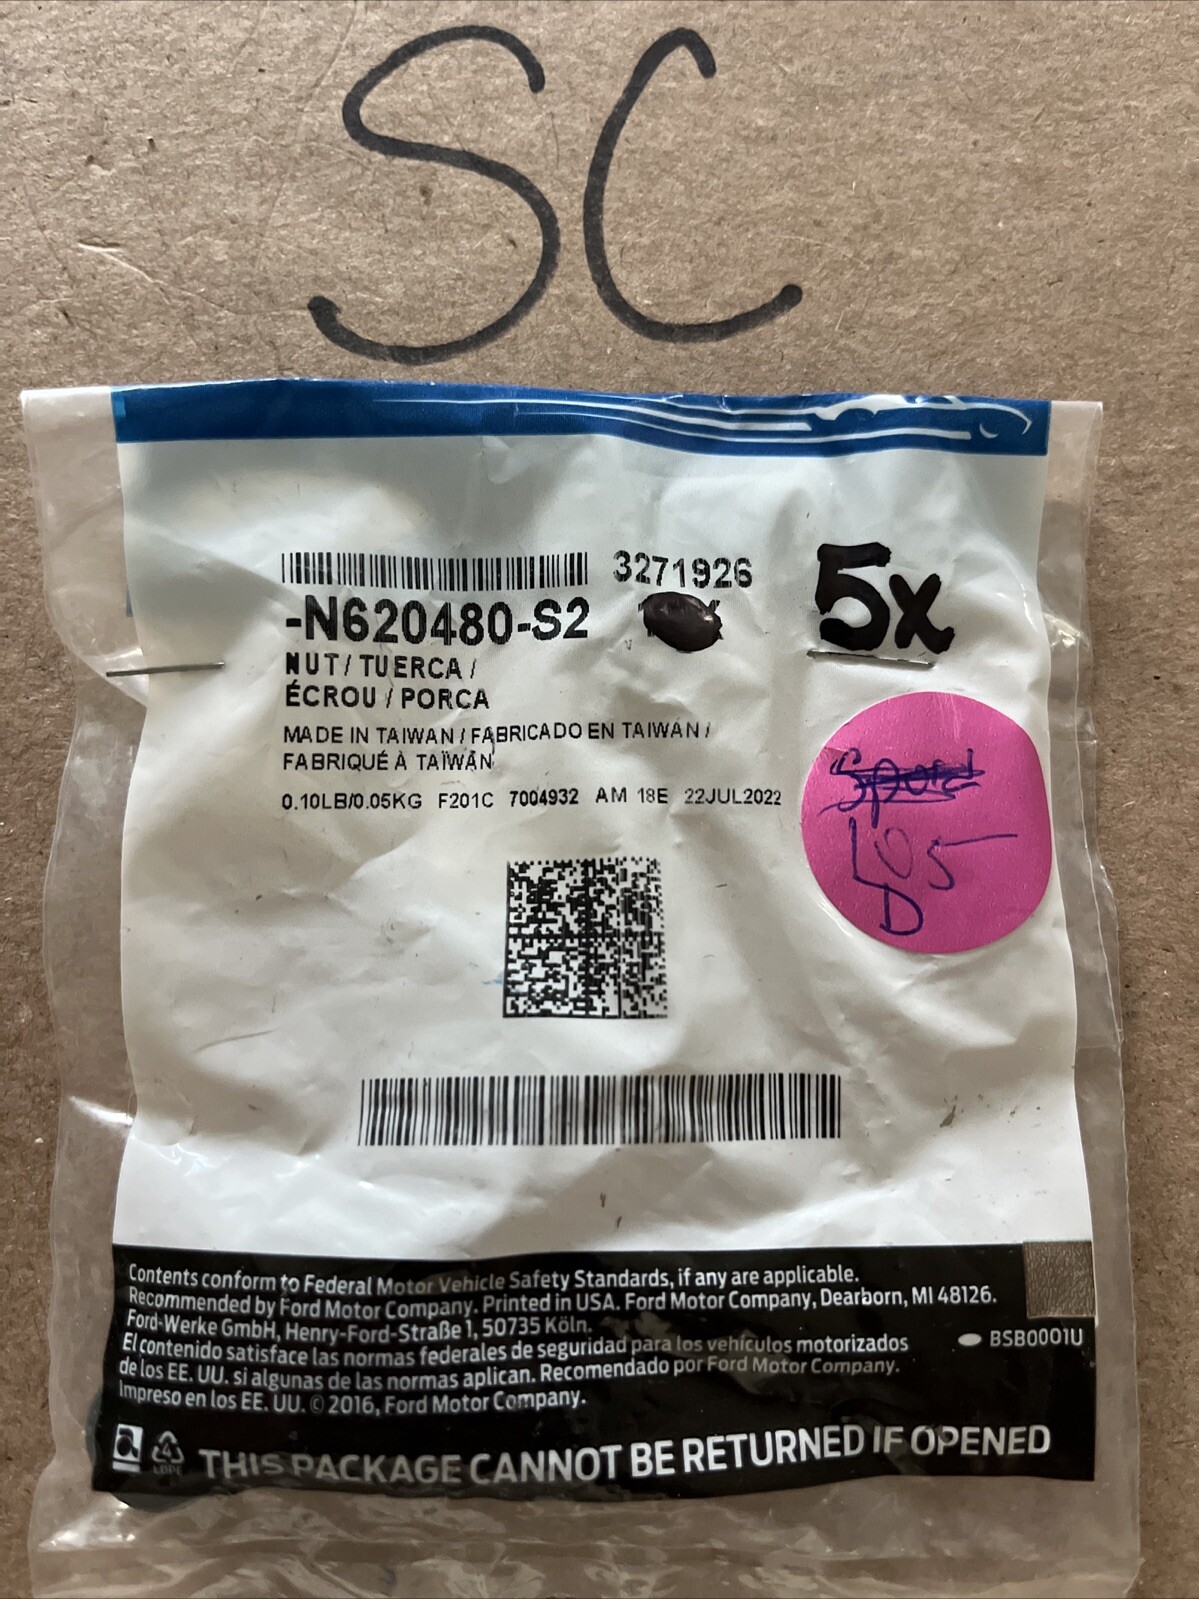 SC
3271926
-N620480-S2
5x
NUT / TUERCA /
ÉCROU / PORCA
MADE IN TAIWAN / FABRICADO EN TAIWAN /
FABRIQUÉ À TAÏWAN
0.10LB/0.05KG F201C 7004932 AM 18E 22JUL2022
L05
D
Contents conform to Federal Motor Vehicle Safety Standards, if any are applicable.
Recommended by Ford Motor Company. Printed in USA. Ford Motor Company, Dearborn, MI 48126.
Ford-Werke GmbH, Henry-Ford-Straße 1, 50735 Köln.
El contenido satisface las normas federales de seguridad para los vehículos motorizados
de los EE. UU. si algunas de las normas aplican. Recomendado por Ford Motor Company.
Impreso en los EE. UU. © 2016, Ford Motor Company.
BSB0001U
4
LDPE
THIS PACKAGE CANNOT BE RETURNED IF OPENED